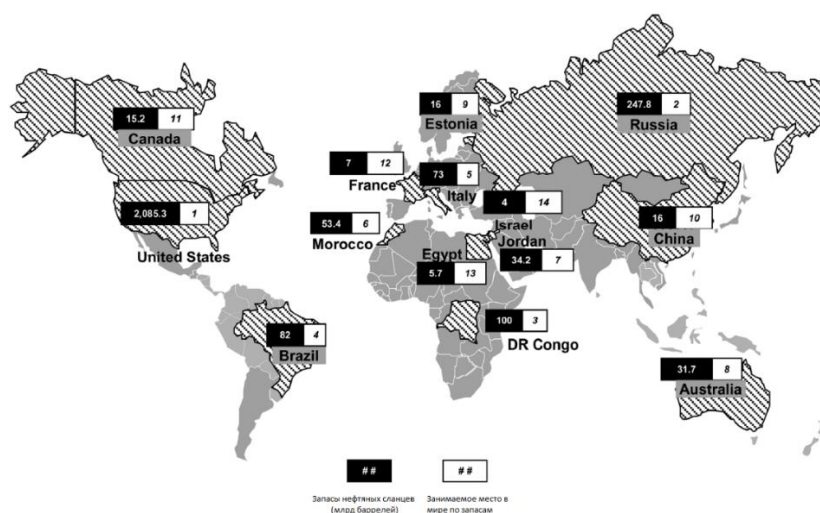 16 9
Estonia
247.8 2
Russia
15.2 11
Canada
7 12
France
73 5
Italy
4 14
Israel
Jordan
34.2 7
2,085.3 1
United States
53.4 6
Morocco
16 10
China
Egypt
5.7 13
100 3
DR Congo
82 4
Brazil
31.7 8
Australia
##
Запасы нефтяных сланцев
(млрд баррелей)
##
Занимаемое место в
мире по запасам